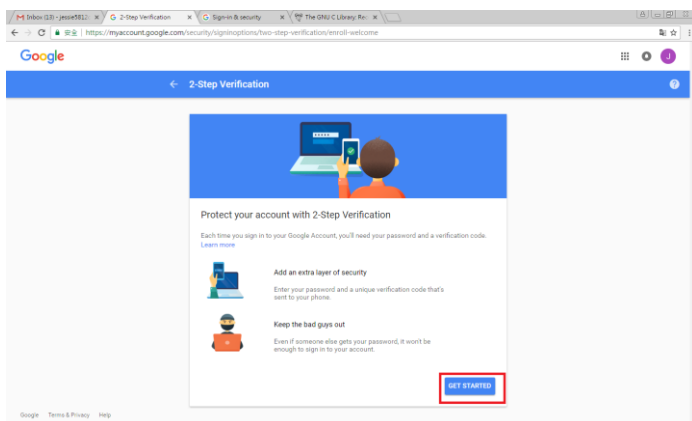 Inbox (13) - jessie5812
G 2-Step Verification
G Sign-in & security
The GNU C Library: Re
https://myaccount.google.com/security/signinoptions/two-step-verification/enroll-welcome
Google
J
2-Step Verification
Protect your account with 2-Step Verification
Each time you sign in to your Google Account, you'll need your password and a verification code.
Learn more
Add an extra layer of security
Enter your password and a unique verification code that's
sent to your phone.
Keep the bad guys out
Even if someone else gets your password, it won't be
enough to sign in to your account.
GET STARTED
Google Terms & Privacy Help